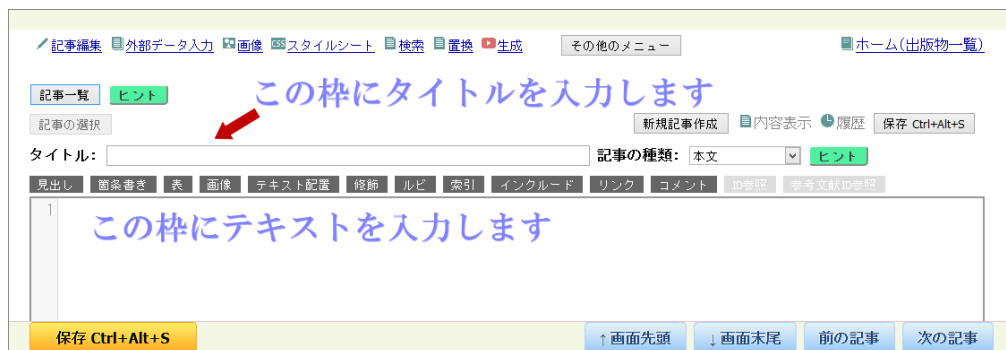 記事編集 外部データ入力 画像 CSS スタイルシート 検索 置換 生成 その他のメニュー ホーム(出版物一覧)
記事一覧 ヒント この枠にタイトルを入力します
記事の選択 新規記事作成 内容表示 履歴 保存 Ctrl+Alt+S
タイトル: 記事の種類: 本文 ヒント
見出し 箇条書き 表 画像 テキスト配置 修飾 ルビ 索引 インクルード リンク コメント ID参照 参考文献ID参照
1
この枠にテキストを入力します
保存 Ctrl+Alt+S ↑画面先頭 ↓画面末尾 前の記事 次の記事